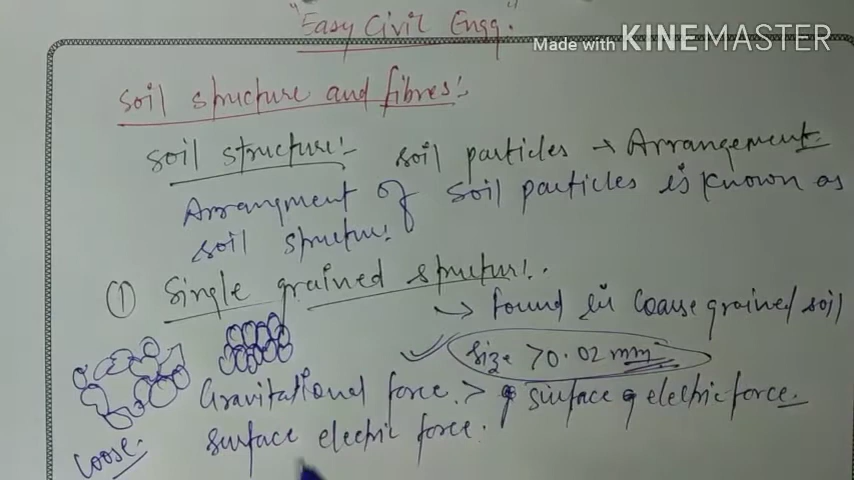 "Easy Civil Engg."
Made with KINEMASTER
soil structure and fibres:-
soil structure:- soil particles → Arrangement
Arrangment of soil particles is known as
soil structur:
① Single grained structur:-
→ found in coarse grained soil
size >0.02 mm
Gravitational force > surface electric force.
surface electric force.
Loose.